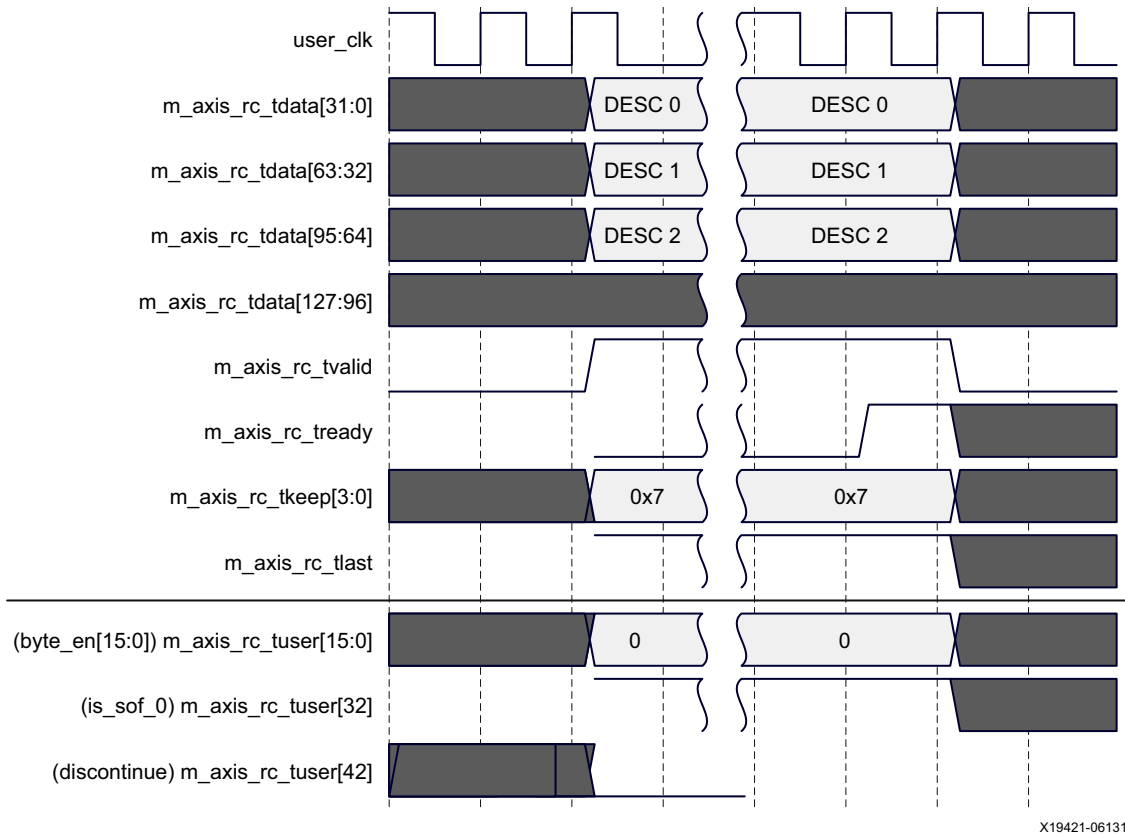 user_clk
m_axis_rc_tdata[31:0] DESC 0 DESC 0
m_axis_rc_tdata[63:32] DESC 1 DESC 1
m_axis_rc_tdata[95:64] DESC 2 DESC 2
m_axis_rc_tdata[127:96]
m_axis_rc_tvalid
m_axis_rc_tready
m_axis_rc_tkeep[3:0] 0x7 0x7
m_axis_rc_tlast
(byte_en[15:0]) m_axis_rc_tuser[15:0] 0 0
(is_sof_0) m_axis_rc_tuser[32]
(discontinue) m_axis_rc_tuser[42]
X19421-06131